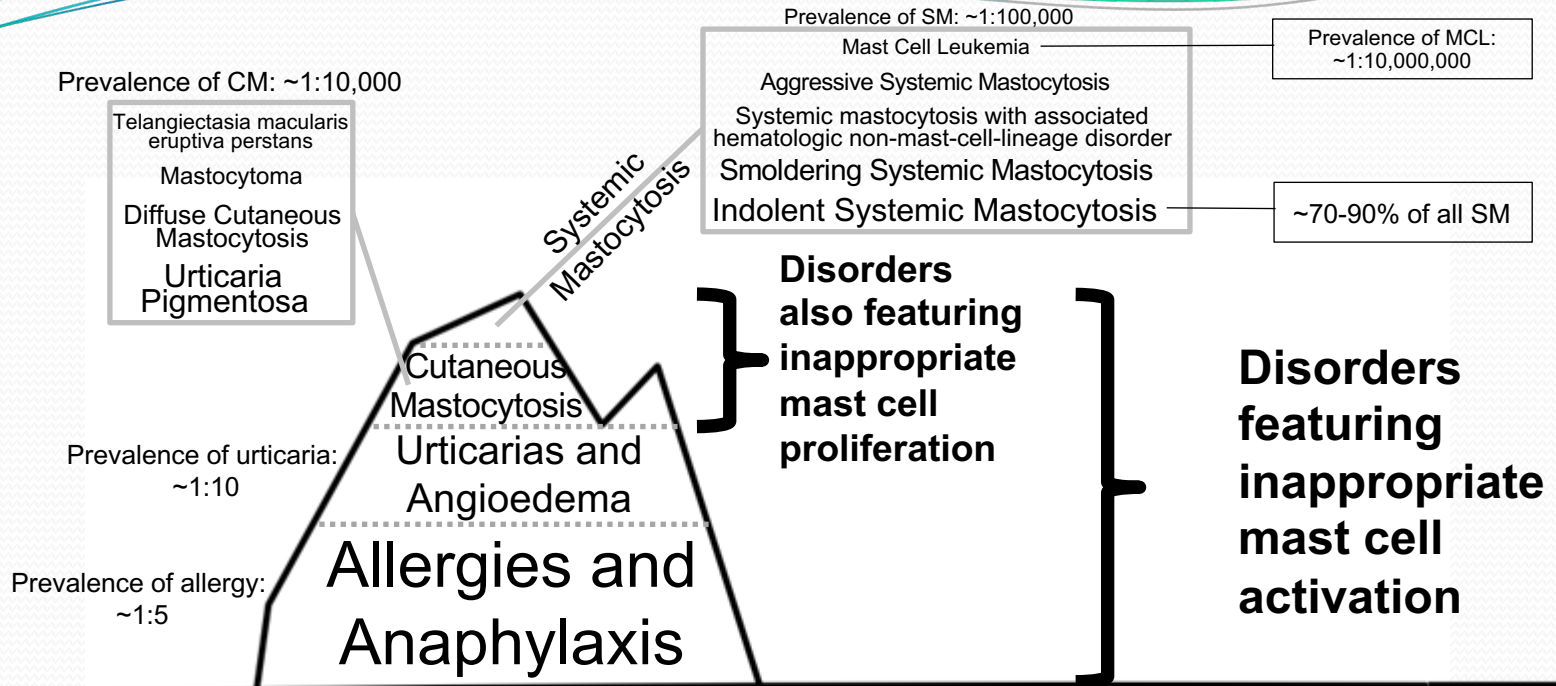 Prevalence of SM: ~1:100,000
Mast Cell Leukemia
Aggressive Systemic Mastocytosis
Systemic mastocytosis with associated
hematologic non-mast-cell-lineage disorder
Smoldering Systemic Mastocytosis
Indolent Systemic Mastocytosis
Prevalence of MCL:
~1:10,000,000
~70-90% of all SM
Prevalence of CM: ~1:10,000
Telangiectasia macularis
eruptiva perstans
Mastocytoma
Diffuse Cutaneous
Mastocytosis
Urticaria
Pigmentosa
Systemic
Mastocytosis
Cutaneous
Mastocytosis
Prevalence of urticaria:
~1:10
Urticarias and
Angioedema
Prevalence of allergy:
~1:5
Allergies and
Anaphylaxis
Disorders
also featuring
inappropriate
mast cell
proliferation
Disorders
featuring
inappropriate
mast cell
activation